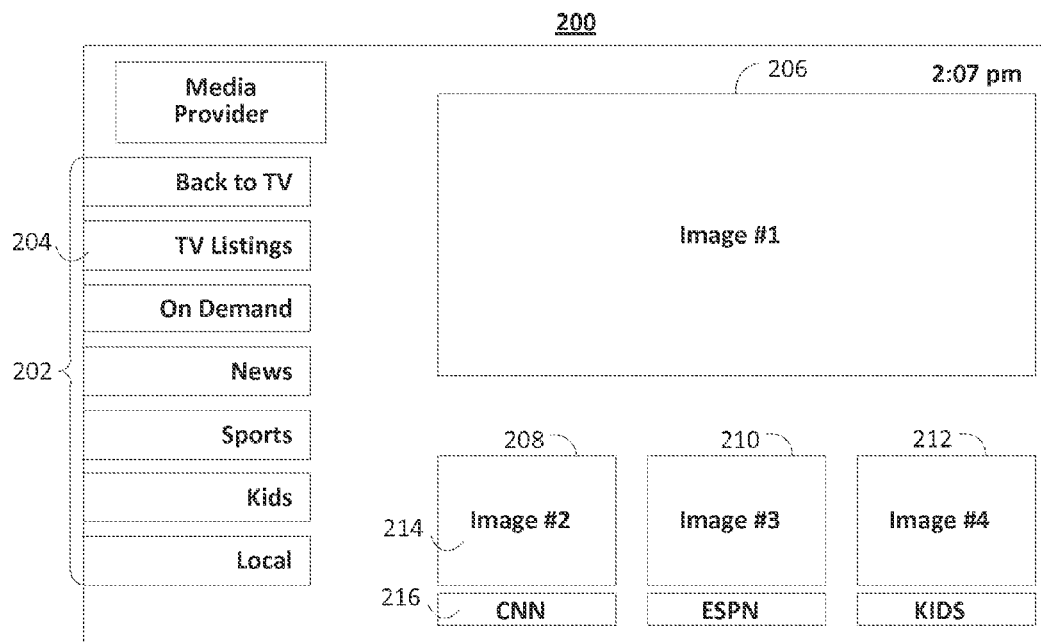 200
206
2:07 pm
Media
Provider
Back to TV
204
TV Listings
Image #1
On Demand
202
News
Sports
Kids
Local
208
210
212
214
Image #2
Image #3
Image #4
216
CNN
ESPN
KIDS